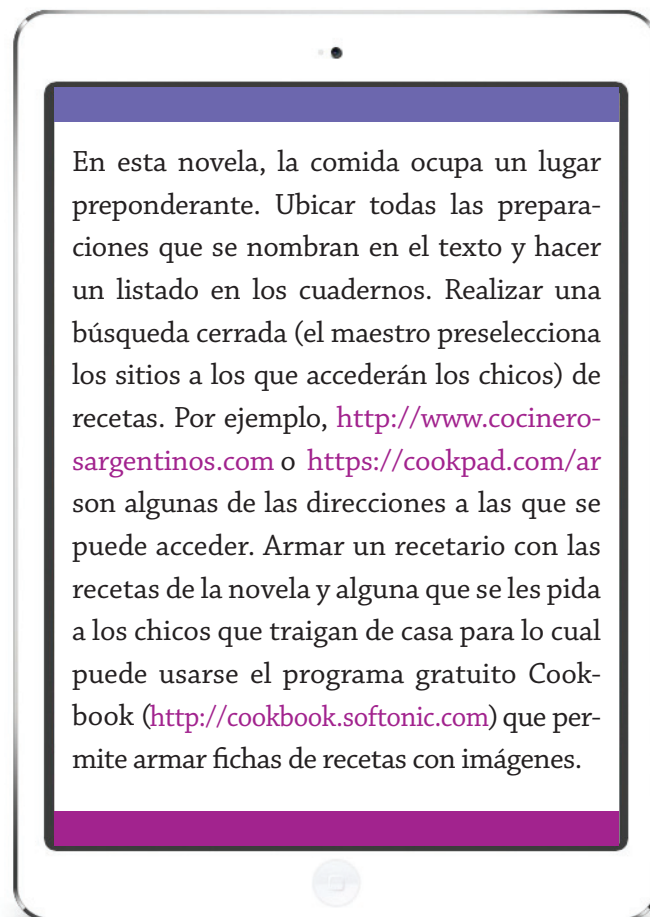 En esta novela, la comida ocupa un lugar
preponderante. Ubicar todas las prepara-
ciones que se nombran en el texto y hacer
un listado en los cuadernos. Realizar una
búsqueda cerrada (el maestro preselecciona
los sitios a los que accederán los chicos) de
recetas. Por ejemplo, http://www.cocinero-
sargentinos.com o https://cookpad.com/ar
son algunas de las direcciones a las que se
puede acceder. Armar un recetario con las
recetas de la novela y alguna que se les pida
a los chicos que traigan de casa para lo cual
puede usarse el programa gratuito Cook-
book (http://cookbook.softonic.com) que per-
mite armar fichas de recetas con imágenes.